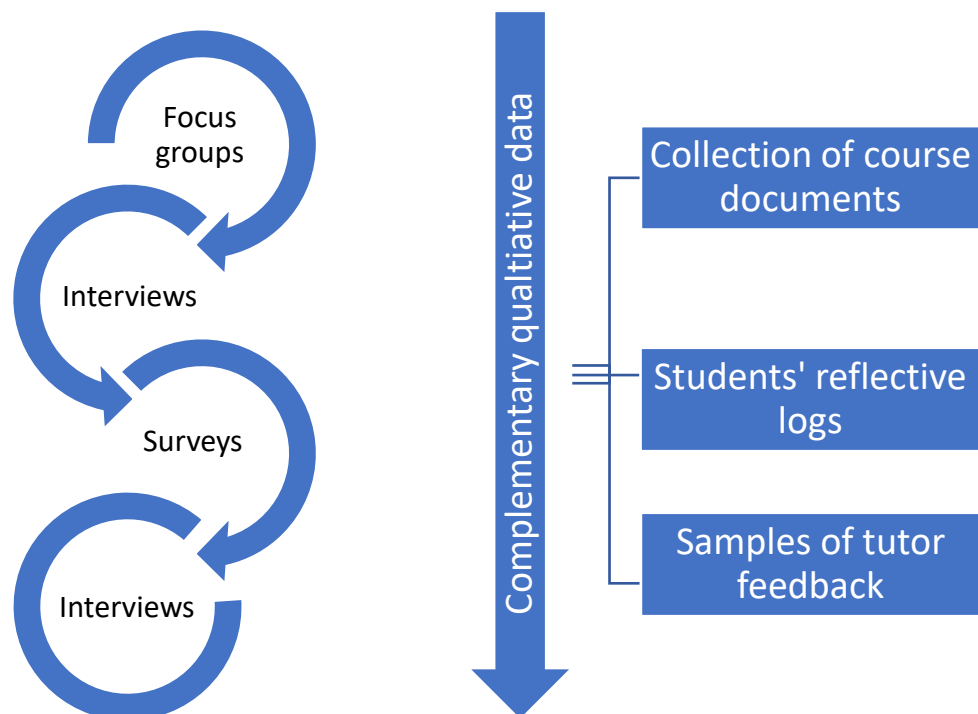 Focus
groups
Interviews
Surveys
Interviews
Complementary qualtiative data
Collection of course
documents
Students' reflective
logs
Samples of tutor
feedback